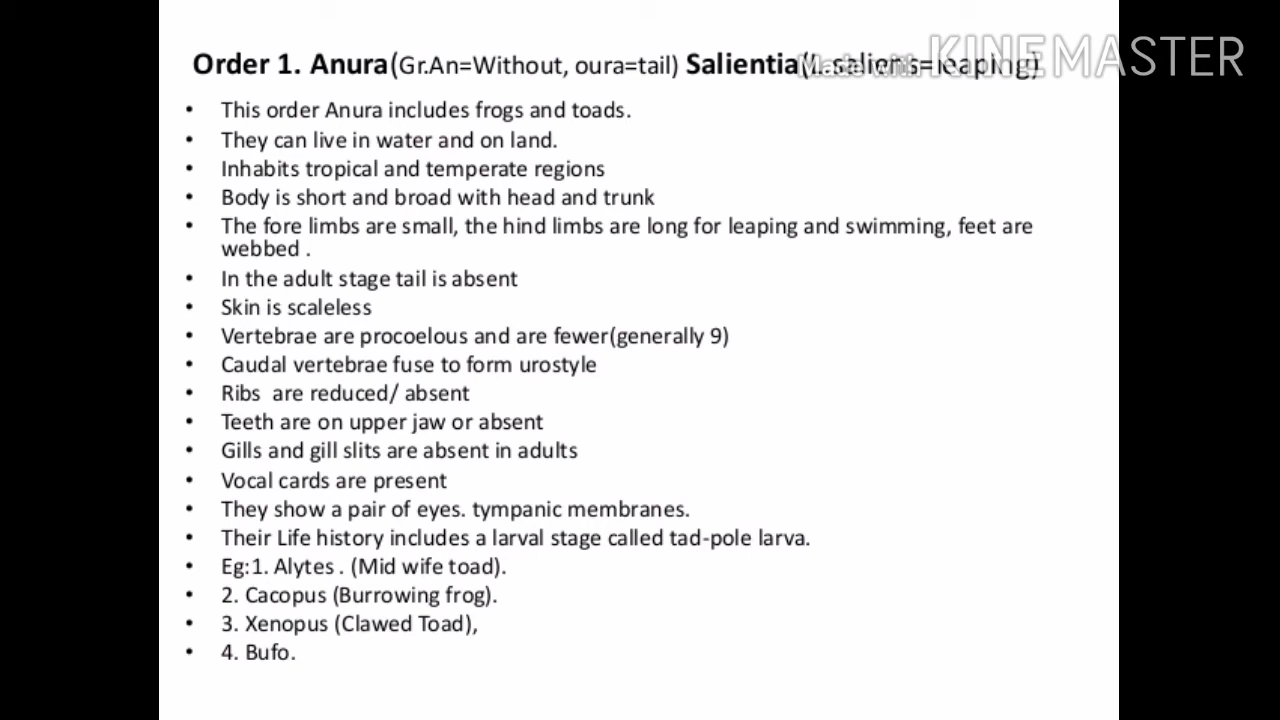 Order 1. Anura(Gr.An=Without, oura=tail) Salientia(L.saliens=leaping)
Made with KINEMASTER
• This order Anura includes frogs and toads.
• They can live in water and on land.
• Inhabits tropical and temperate regions
• Body is short and broad with head and trunk
• The fore limbs are small, the hind limbs are long for leaping and swimming, feet are
webbed .
• In the adult stage tail is absent
• Skin is scaleless
• Vertebrae are procoelous and are fewer(generally 9)
• Caudal vertebrae fuse to form urostyle
• Ribs are reduced/ absent
• Teeth are on upper jaw or absent
• Gills and gill slits are absent in adults
• Vocal cards are present
• They show a pair of eyes. tympanic membranes.
• Their Life history includes a larval stage called tad-pole larva.
• Eg:1. Alytes . (Mid wife toad).
• 2. Cacopus (Burrowing frog).
• 3. Xenopus (Clawed Toad),
• 4. Bufo.